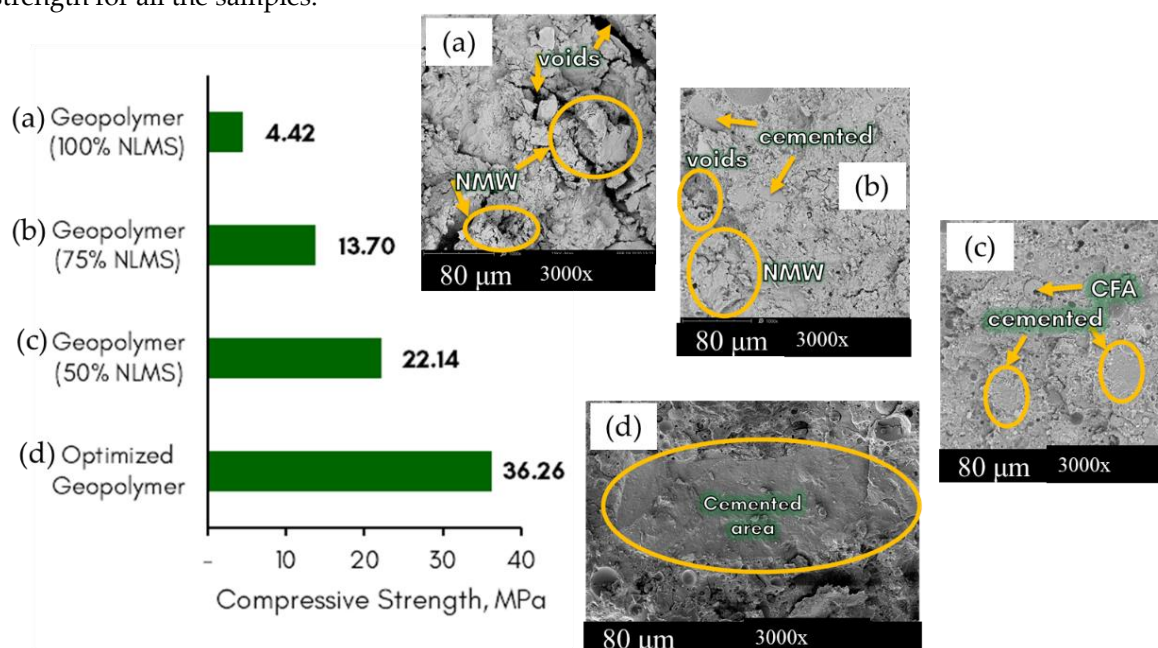 strength for all the samples.
(a) Geopolymer
(100% NLMS)
4.42
(b) Geopolymer
(75% NLMS)
13.70
(c) Geopolymer
(50% NLMS)
22.14
(d) Optimized
Geopolymer
36.26
-
10
20
30
40
Compressive Strength, MPa
(a)
voids
NMW
80 μm 3000x
(b)
cemented
voids
NMW
80 μm 3000x
(c)
CFA
cemented
80 μm 3000x
(d)
Cemented
area
80 μm 3000x